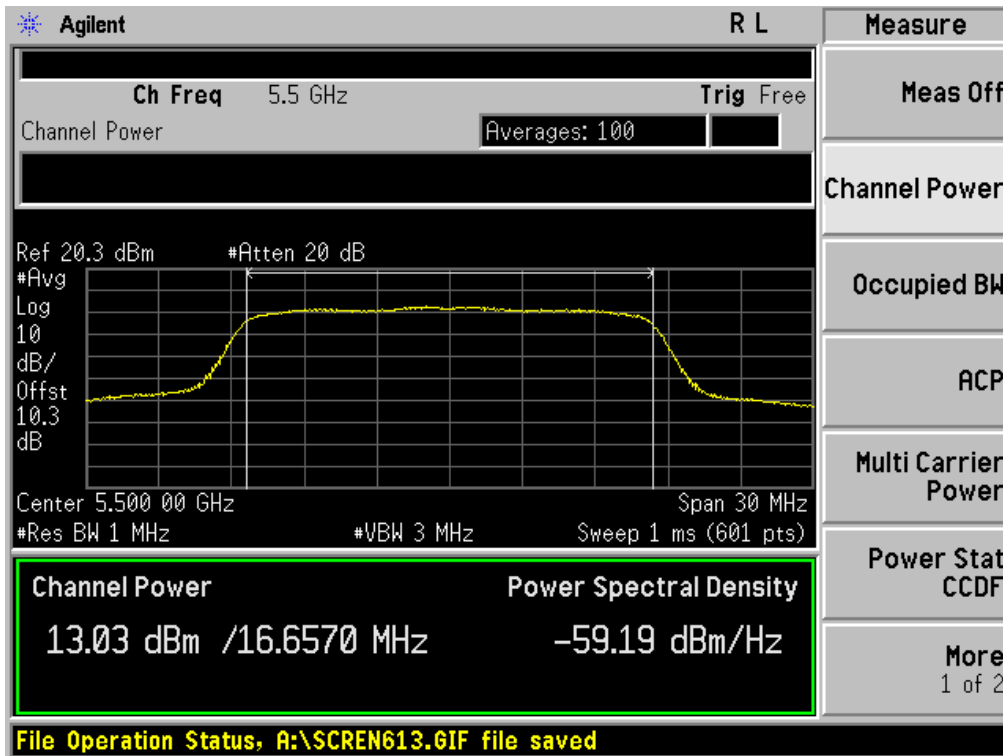 Agilent
R L
Measure
Ch Freq 5.5 GHz
Trig Free
Channel Power
Averages: 100
Meas Off
Channel Power
Occupied BW
ACP
Multi Carrier
Power
Power Stat
CCDF
More
1 of 2
Ref 20.3 dBm #Atten 20 dB
#Avg
Log
10
dB/
Offst
10.3
dB
Center 5.500 00 GHz
Span 30 MHz
#Res BW 1 MHz
#VBW 3 MHz
Sweep 1 ms (601 pts)
Channel Power
Power Spectral Density
13.03 dBm /16.6570 MHz
-59.19 dBm/Hz
File Operation Status, A:\SCREN613.GIF file saved